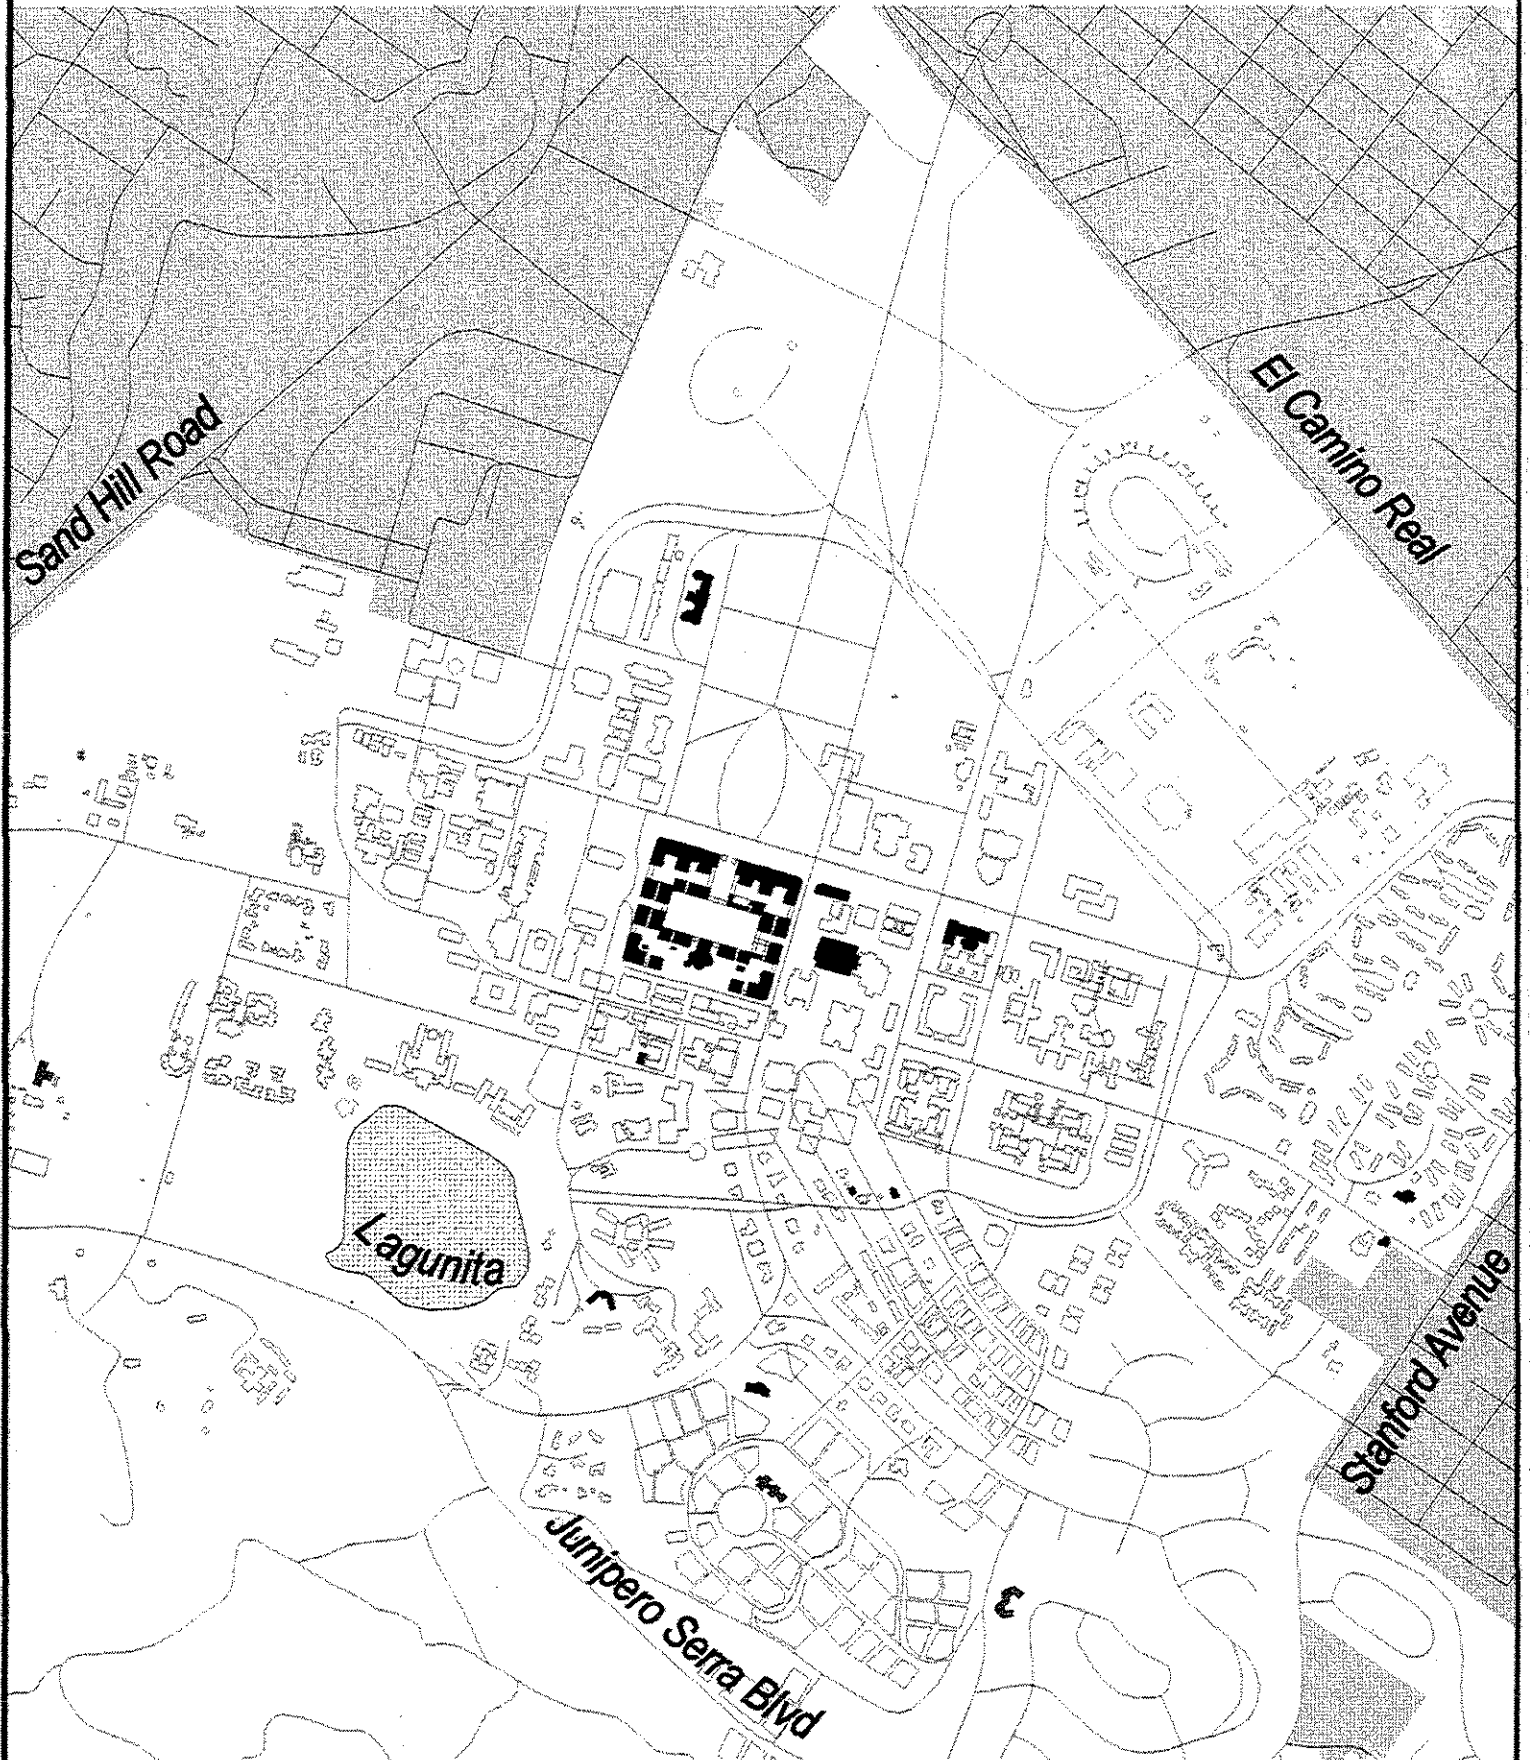 El Camino Real
Sand Hill Road
Lagunita
Stanford Avenue
Junipero Serra Blvd